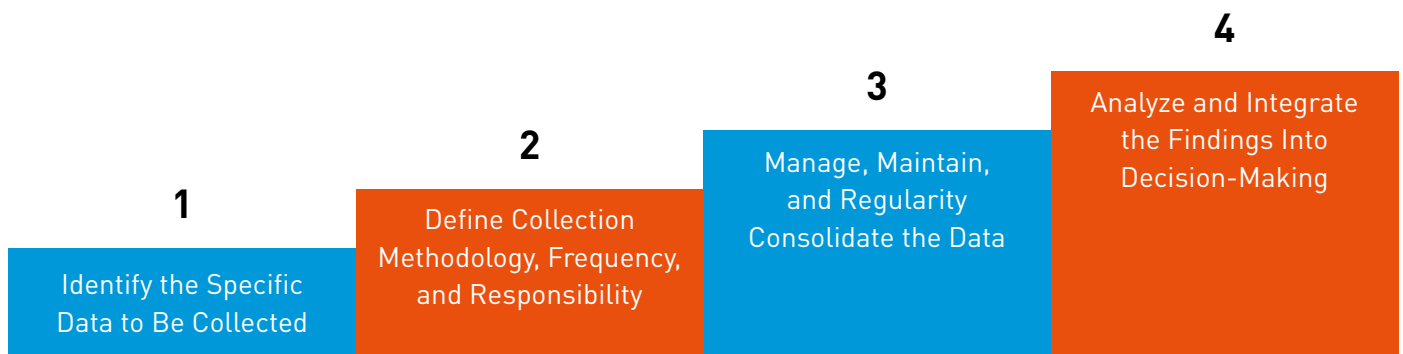 1
Identify the Specific
Data to Be Collected
2
Define Collection
Methodology, Frequency,
and Responsibility
3
Manage, Maintain,
and Regularity
Consolidate the Data
4
Analyze and Integrate
the Findings Into
Decision-Making